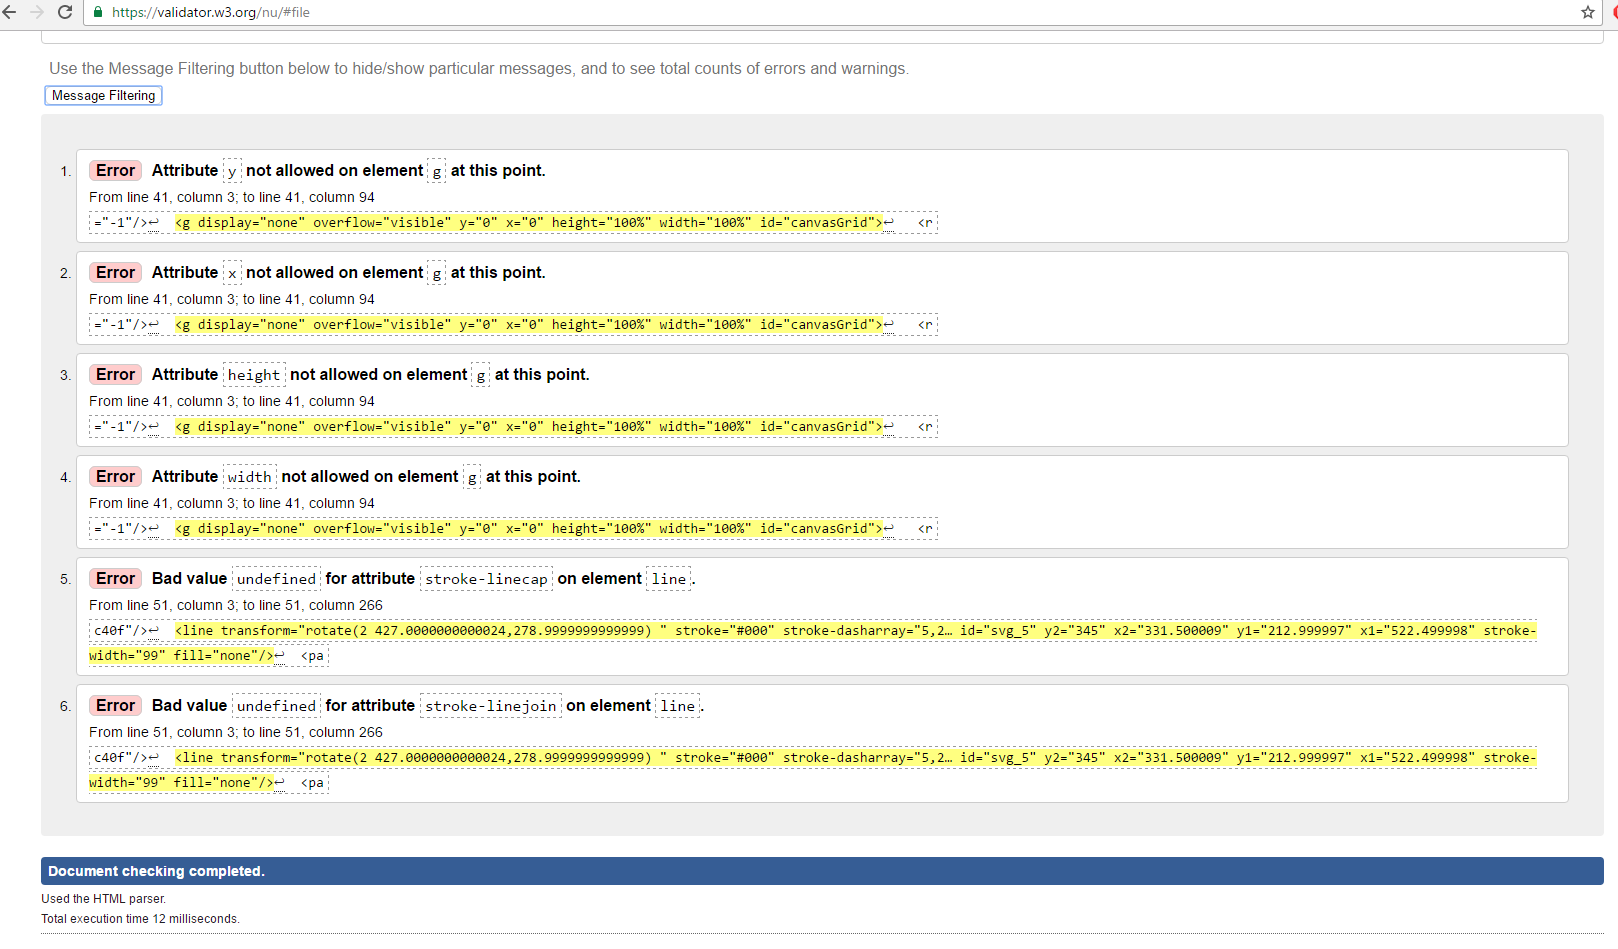 https://validator.w3.org/nu/#file
Use the Message Filtering button below to hide/show particular messages, and to see total counts of errors and warnings.
Message Filtering
1. Error Attribute y not allowed on element g at this point.
From line 41, column 3; to line 41, column 94
="-1"/>↩ <g display="none" overflow="visible" y="0" x="0" height="100%" width="100%" id="canvasGrid">↩ <r
2. Error Attribute x not allowed on element g at this point.
From line 41, column 3; to line 41, column 94
="-1"/>↩ <g display="none" overflow="visible" y="0" x="0" height="100%" width="100%" id="canvasGrid">↩ <r
3. Error Attribute height not allowed on element g at this point.
From line 41, column 3; to line 41, column 94
="-1"/>↩ <g display="none" overflow="visible" y="0" x="0" height="100%" width="100%" id="canvasGrid">↩ <r
4. Error Attribute width not allowed on element g at this point.
From line 41, column 3; to line 41, column 94
="-1"/>↩ <g display="none" overflow="visible" y="0" x="0" height="100%" width="100%" id="canvasGrid">↩ <r
5. Error Bad value undefined for attribute stroke-linecap on element line.
From line 51, column 3; to line 51, column 266
c40f"/>↩ <line transform="rotate(2 427.0000000000024,278.9999999999999) " stroke="#000" stroke-dasharray="5,2… id="svg_5" y2="345" x2="331.500009" y1="212.999997" x1="522.499998" stroke-
width="99" fill="none"/>↩ <pa
6. Error Bad value undefined for attribute stroke-linejoin on element line.
From line 51, column 3; to line 51, column 266
c40f"/>↩ <line transform="rotate(2 427.0000000000024,278.9999999999999) " stroke="#000" stroke-dasharray="5,2… id="svg_5" y2="345" x2="331.500009" y1="212.999997" x1="522.499998" stroke-
width="99" fill="none"/>↩ <pa
Document checking completed.
Used the HTML parser.
Total execution time 12 milliseconds.